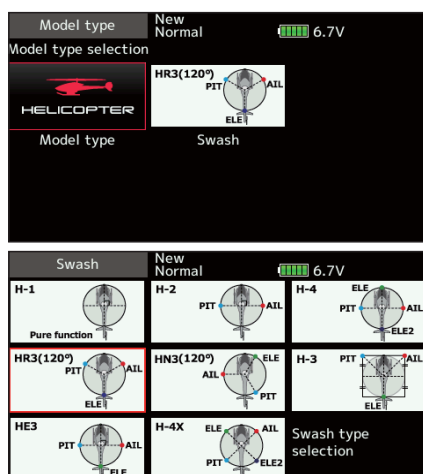 Model type
New
Normal
6.7V
Model type selection
HELICOPTER
HR3(120º)
PIT
AIL
ELE
Model type
Swash
Swash
New
Normal
6.7V
H-1
Pure function
H-2
PIT
AIL
H-4
ELE
PIT
AIL
ELE2
HR3(120º)
PIT
AIL
ELE
HN3(120º)
ELE
AIL
PIT
H-3
PIT
AIL
ELE
HE3
PIT
AIL
ELE
H-4X
ELE
AIL
PIT
ELE2
Swash type
selection